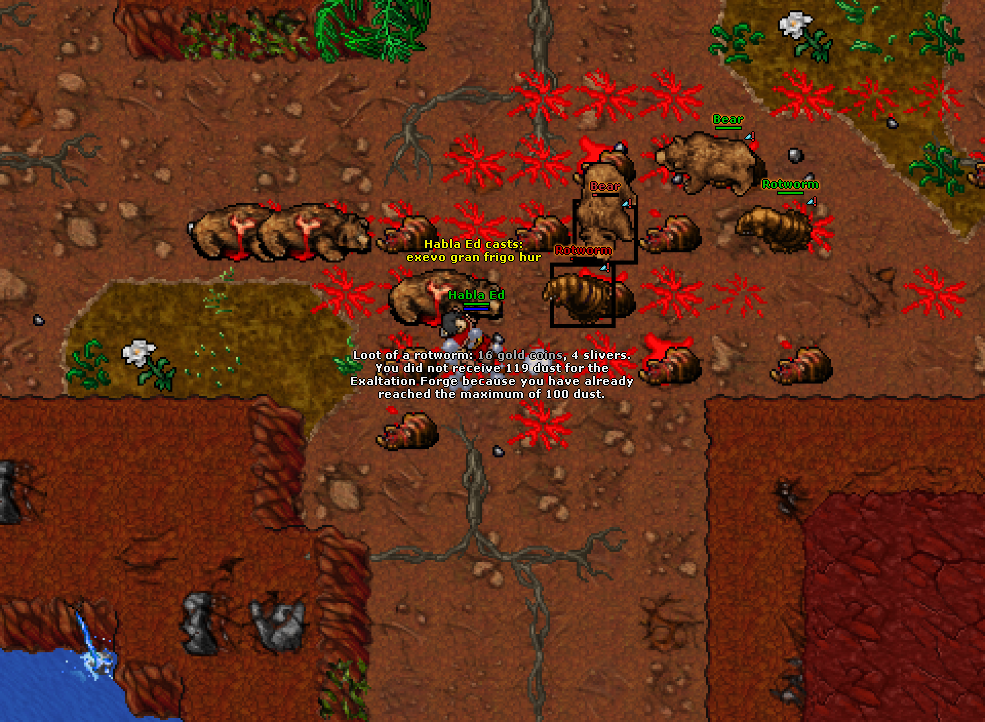 Bear
Rotworm
Bear
Habla Ed casts:
exevo gran frigo hur
Rotworm
Habla Ed
Loot of a rotworm: 16 gold coins, 4 slivers.
You did not receive 119 dust for the
Exaltation Forge because you have already
reached the maximum of 100 dust.